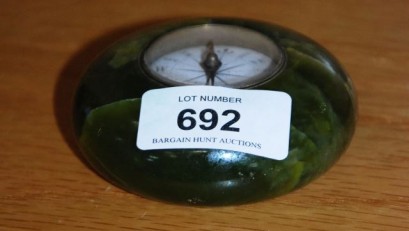 LOT NUMBER
692
BARGAIN HUNT AUCTIONS